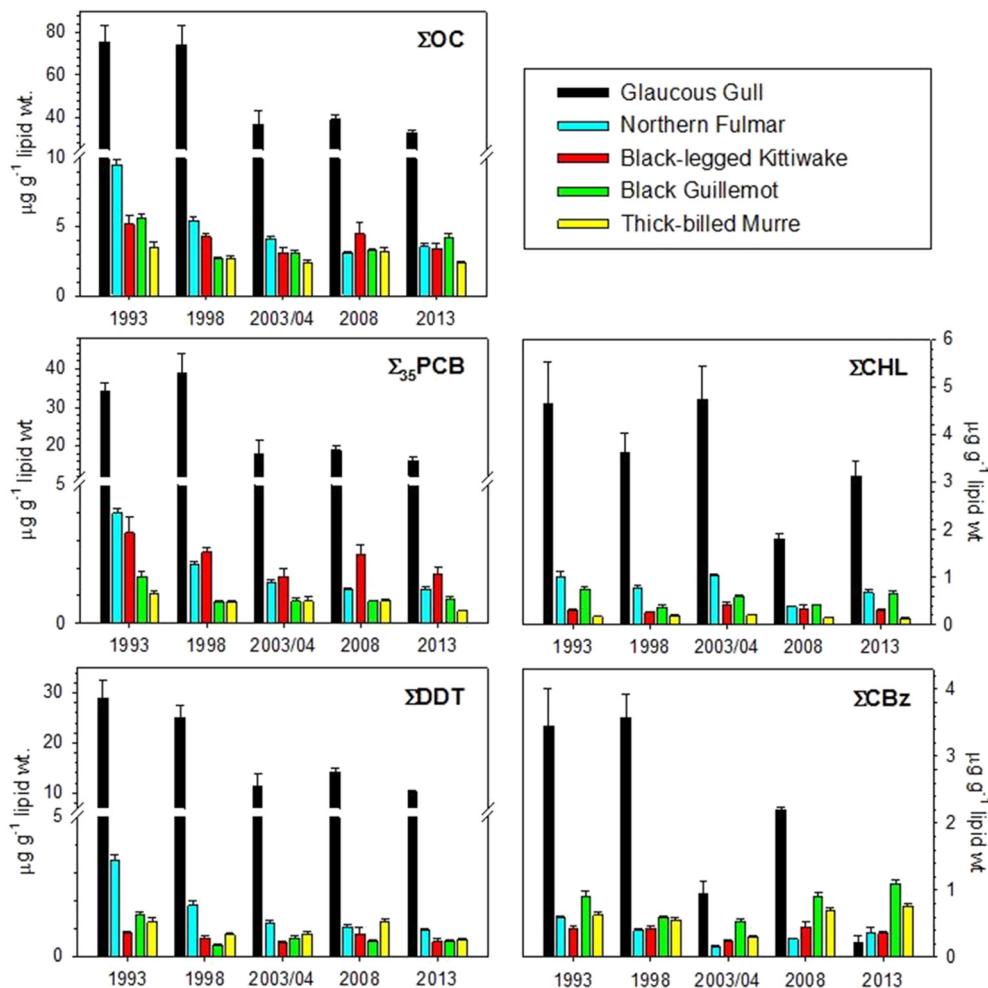 ΣOC
µg g⁻¹ lipid wt.
80
60
40
20
10
5
0
1993 1998 2003/04 2008 2013
Glaucous Gull
Northern Fulmar
Black-legged Kittiwake
Black Guillemot
Thick-billed Murre
Σ₃₅PCB
µg g⁻¹ lipid wt.
40
30
20
5
0
1993 1998 2003/04 2008 2013
ΣCHL
µg g⁻¹ lipid wt
6
5
4
3
2
1
0
1993 1998 2003/04 2008 2013
ΣDDT
µg g⁻¹ lipid wt.
30
20
10
5
0
1993 1998 2003/04 2008 2013
ΣCBz
µg g⁻¹ lipid wt
4
3
2
1
0
1993 1998 2003/04 2008 2013